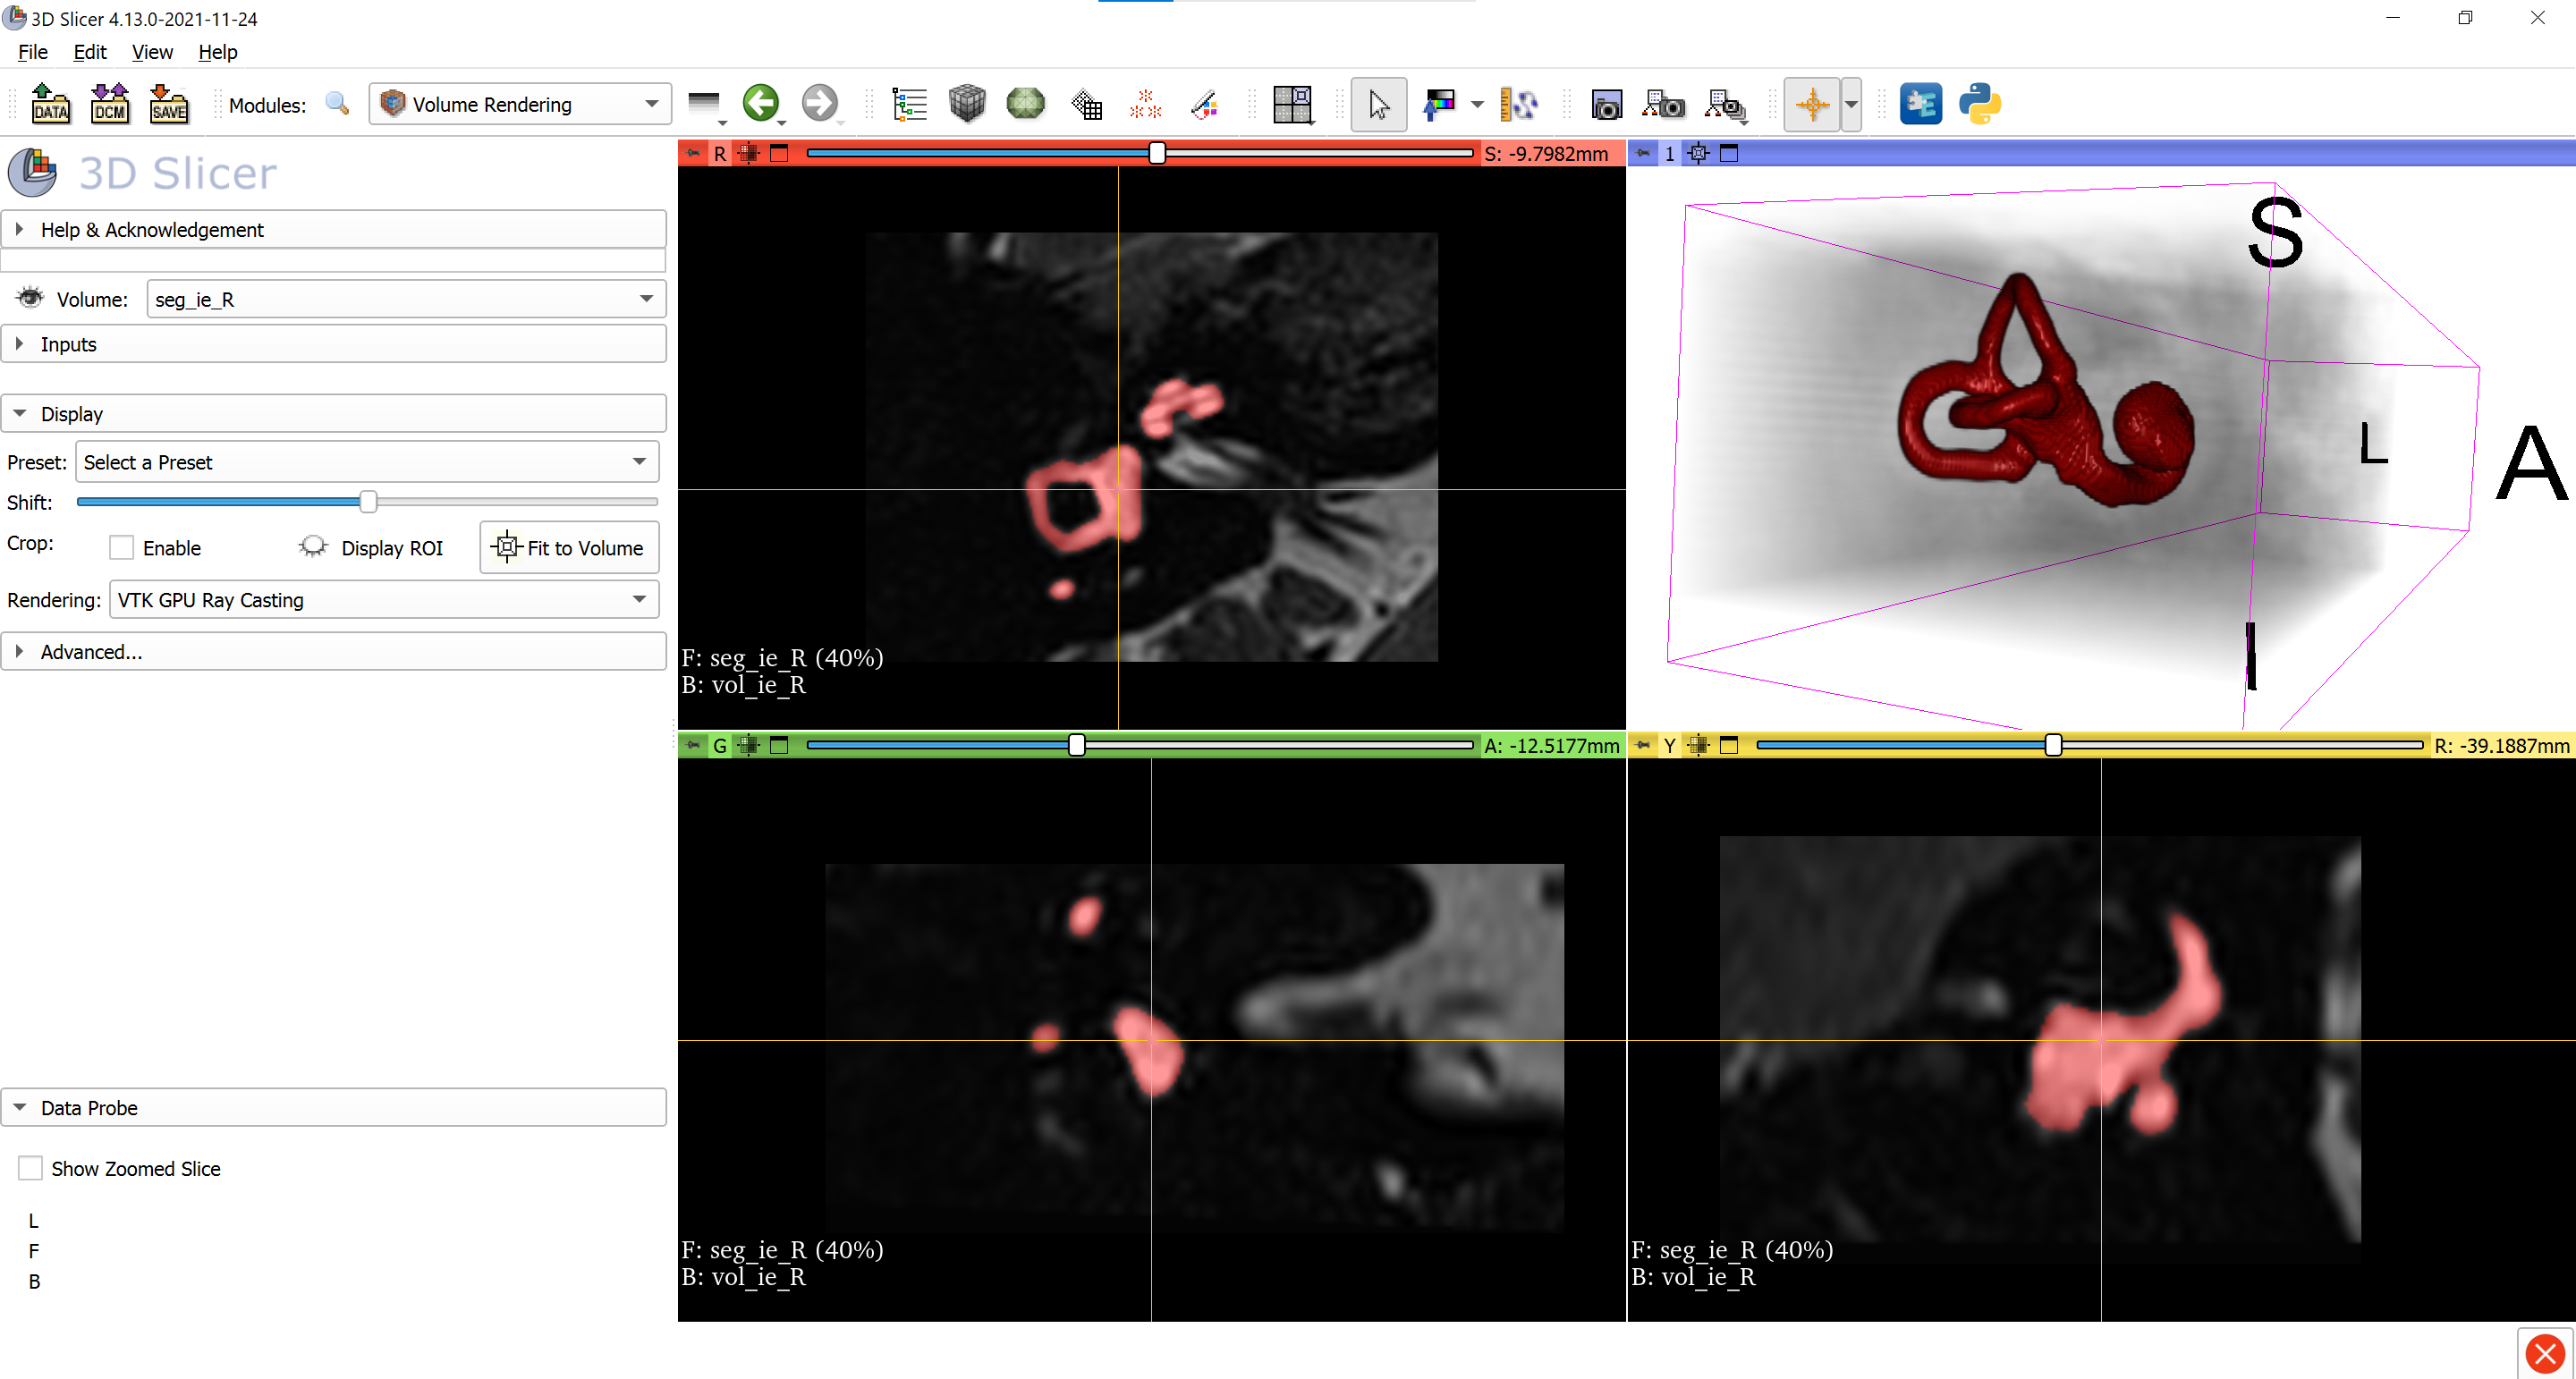 3D Slicer 4.13.0-2021-11-24
File Edit View Help
DATA DCM SAVE Modules: Volume Rendering
3D Slicer
Help & Acknowledgement
Volume: seg_ie_R
Inputs
Display
Preset: Select a Preset
Shift:
Crop: Enable Display ROI Fit to Volume
Rendering: VTK GPU Ray Casting
Advanced...
Data Probe
Show Zoomed Slice
L
F
B
R S: -9.7982mm
F: seg_ie_R (40%)
B: vol_ie_R
1
S
L
A
I
G A: -12.5177mm
F: seg_ie_R (40%)
B: vol_ie_R
Y R: -39.1887mm
F: seg_ie_R (40%)
B: vol_ie_R